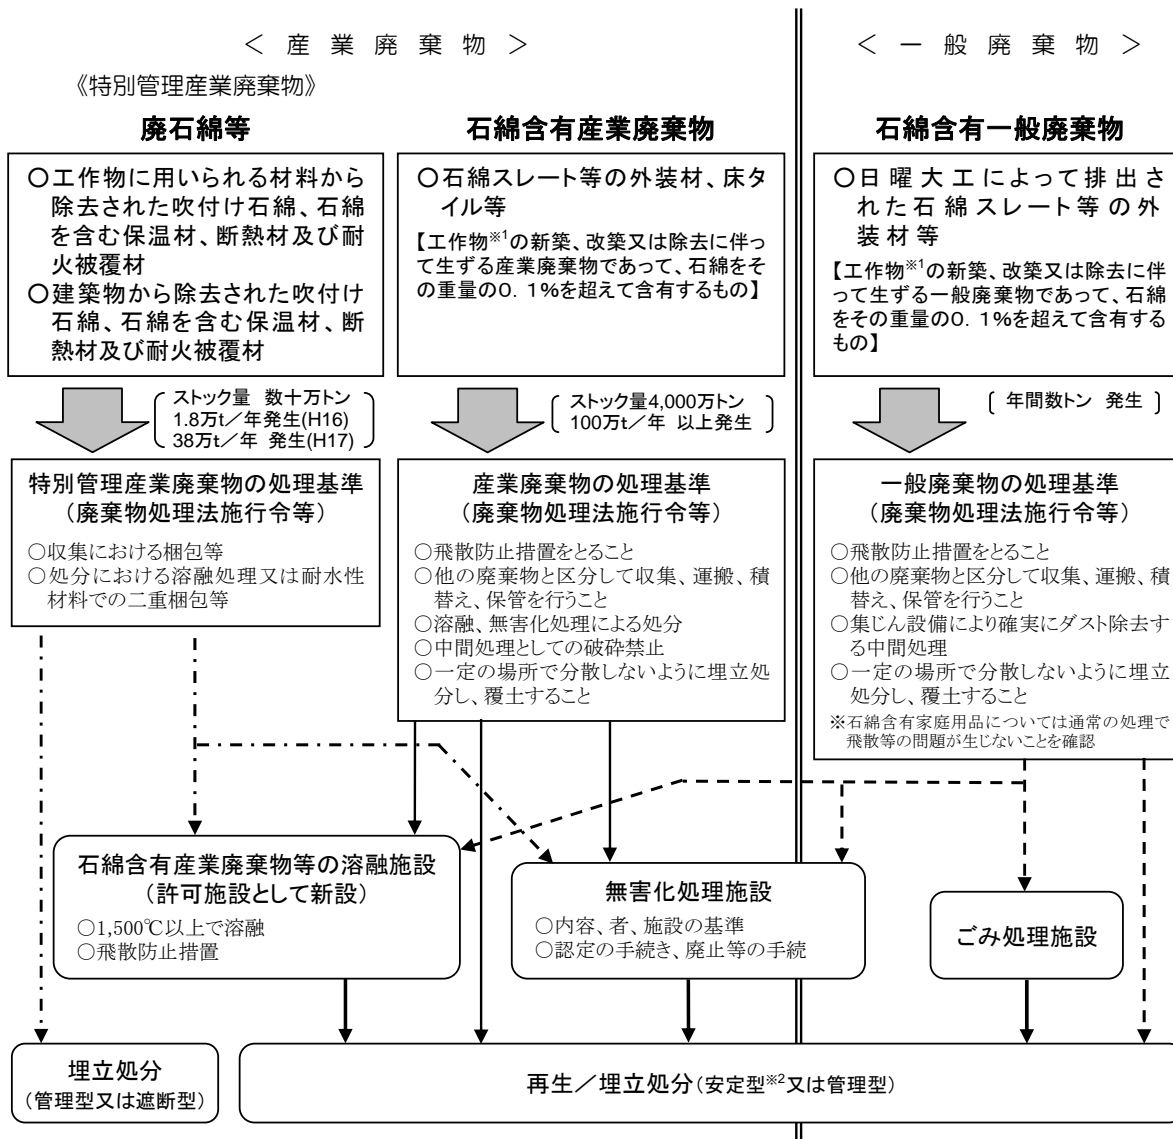 ＜ 産 業 廃 棄 物 ＞
＜ 一 般 廃 棄 物 ＞
《特別管理産業廃棄物》
廃石綿等
○工作物に用いられる材料から
除去された吹付け石綿、石綿
を含む保温材、断熱材及び耐
火被覆材
○建築物から除去された吹付け
石綿、石綿を含む保温材、断
熱材及び耐火被覆材
石綿含有産業廃棄物
○石綿スレート等の外装材、床タ
イル等
【工作物※1の新築、改築又は除去に伴っ
て生ずる産業廃棄物であって、石綿をそ
の重量の0．1%を超えて含有するもの】
石綿含有一般廃棄物
○日曜大工によって排出さ
れた石綿スレート等の外
装材等
【工作物※1の新築、改築又は除去に伴
って生ずる一般廃棄物であって、石綿
をその重量の0．1%を超えて含有する
もの】
ストック量 数十万トン
1.8万t／年発生(H16)
38万t／年 発生(H17)
ストック量4,000万トン
100万t／年 以上発生
年間数トン 発生
特別管理産業廃棄物の処理基準
（廃棄物処理法施行令等）
○収集における梱包等
○処分における溶融処理又は耐水性
材料での二重梱包等
産業廃棄物の処理基準
（廃棄物処理法施行令等）
○飛散防止措置をとること
○他の廃棄物と区分して収集、運搬、積
替え、保管を行うこと
○溶融、無害化処理による処分
○中間処理としての破砕禁止
○一定の場所で分散しないように埋立処
分し、覆土すること
一般廃棄物の処理基準
（廃棄物処理法施行令等）
○飛散防止措置をとること
○他の廃棄物と区分して収集、運搬、積
替え、保管を行うこと
○集じん設備により確実にダスト除去す
る中間処理
○一定の場所で分散しないように埋立
処分し、覆土すること
※石綿含有家庭用品については通常の処理で
飛散等の問題が生じないことを確認
石綿含有産業廃棄物等の溶融施設
（許可施設として新設）
○1,500℃以上で溶融
○飛散防止措置
無害化処理施設
○内容、者、施設の基準
○認定の手続き、廃止等の手続
ごみ処理施設
埋立処分
（管理型又は遮断型）
再生／埋立処分（安定型※2又は管理型）